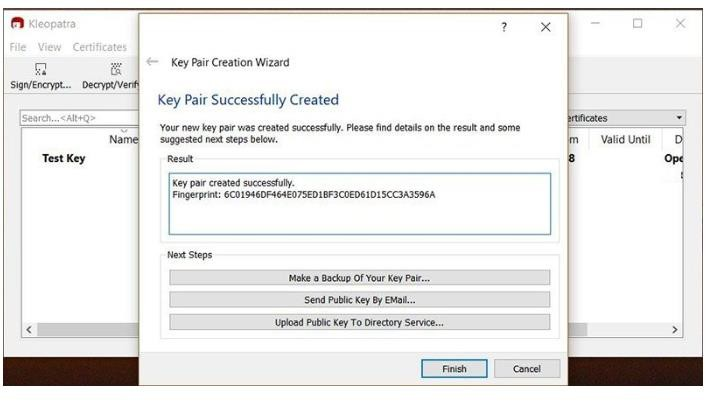 Kleopatra
File View Certificates
Sign/Encrypt... Decrypt/Verif
Search...<Alt+Q>
ertificates
Name
m Valid Until D
Test Key
8 Ope
?
Key Pair Creation Wizard
Key Pair Successfully Created
Your new key pair was created successfully. Please find details on the result and some
suggested next steps below.
Result
Key pair created successfully.
Fingerprint: 6C01946DF464E075ED1BF3C0ED61D15CC3A3596A
Next Steps
Make a Backup Of Your Key Pair...
Send Public Key By EMail...
Upload Public Key To Directory Service...
Finish Cancel